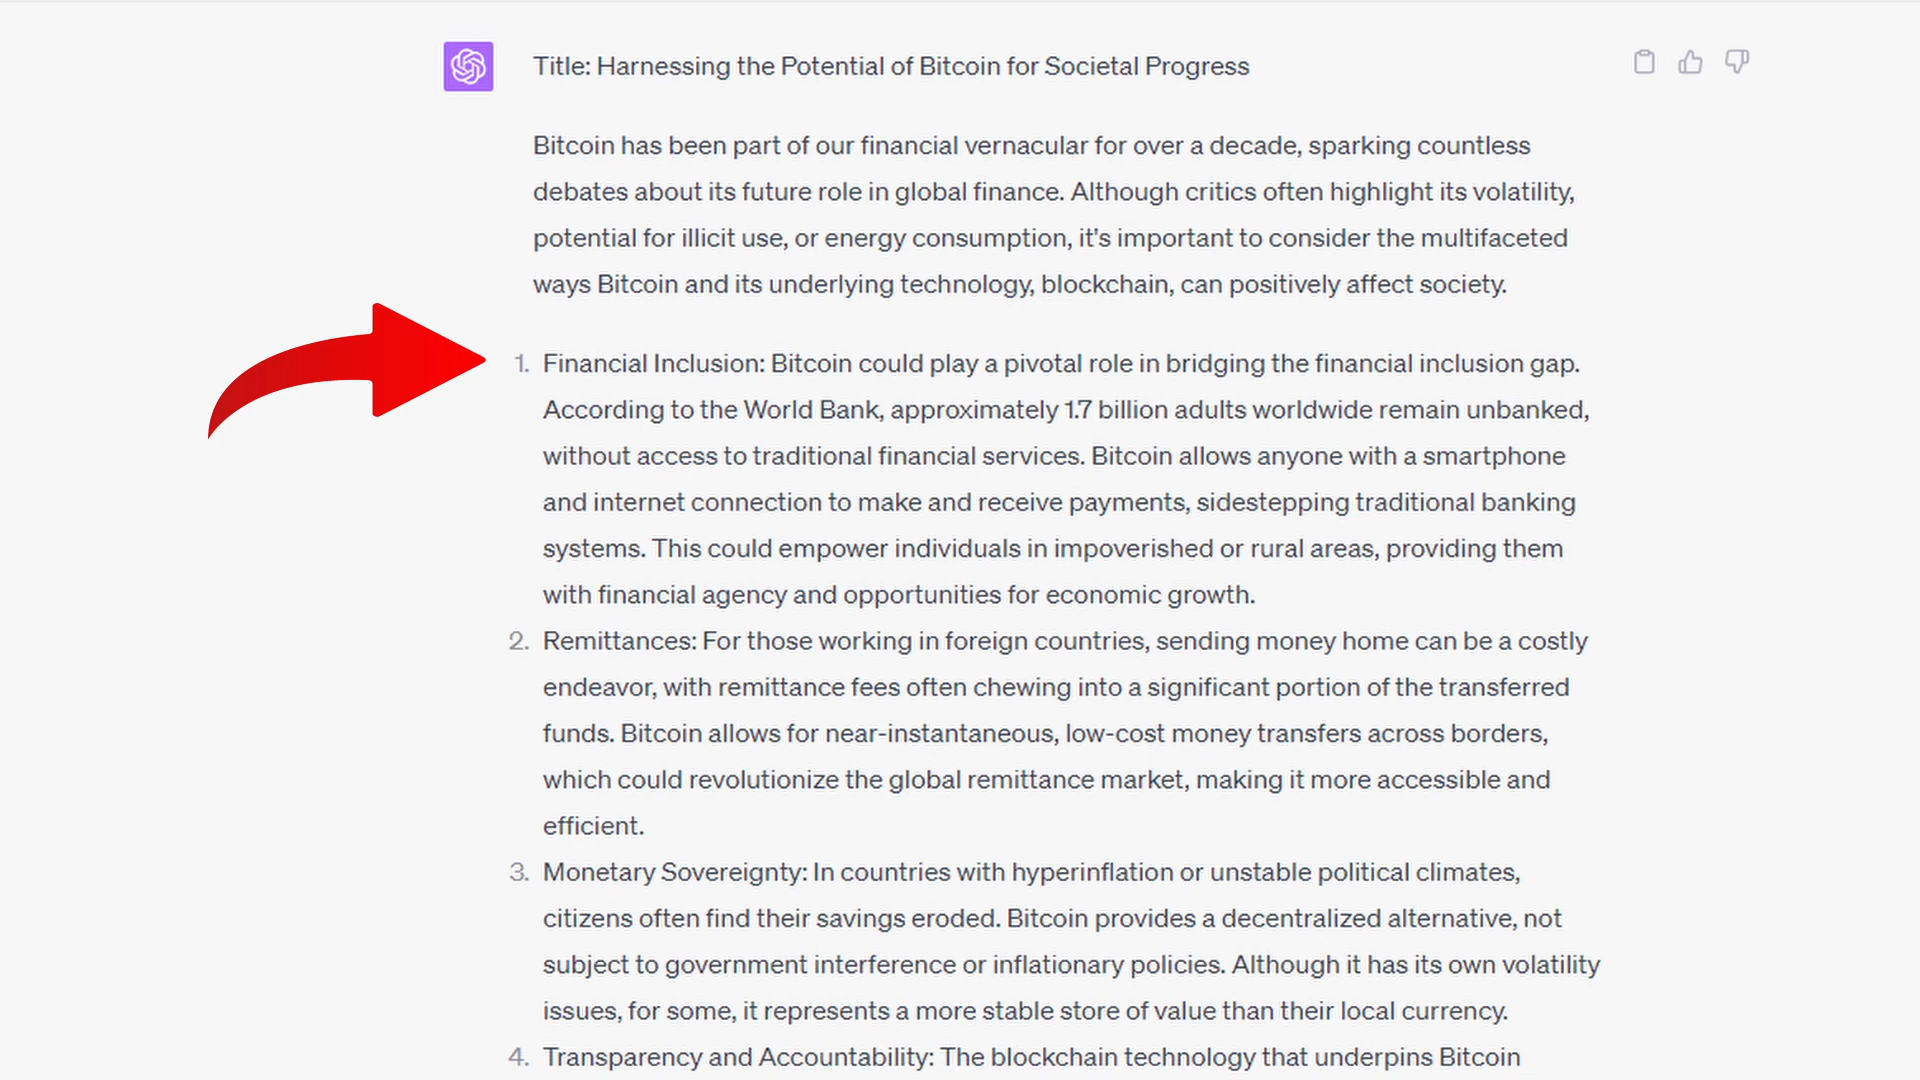 Title: Harnessing the Potential of Bitcoin for Societal Progress
Bitcoin has been part of our financial vernacular for over a decade, sparking countless
debates about its future role in global finance. Although critics often highlight its volatility,
potential for illicit use, or energy consumption, it's important to consider the multifaceted
ways Bitcoin and its underlying technology, blockchain, can positively affect society.
1. Financial Inclusion: Bitcoin could play a pivotal role in bridging the financial inclusion gap.
According to the World Bank, approximately 1.7 billion adults worldwide remain unbanked,
without access to traditional financial services. Bitcoin allows anyone with a smartphone
and internet connection to make and receive payments, sidestepping traditional banking
systems. This could empower individuals in impoverished or rural areas, providing them
with financial agency and opportunities for economic growth.
2. Remittances: For those working in foreign countries, sending money home can be a costly
endeavor, with remittance fees often chewing into a significant portion of the transferred
funds. Bitcoin allows for near-instantaneous, low-cost money transfers across borders,
which could revolutionize the global remittance market, making it more accessible and
efficient.
3. Monetary Sovereignty: In countries with hyperinflation or unstable political climates,
citizens often find their savings eroded. Bitcoin provides a decentralized alternative, not
subject to government interference or inflationary policies. Although it has its own volatility
issues, for some, it represents a more stable store of value than their local currency.
4. Transparency and Accountability: The blockchain technology that underpins Bitcoin